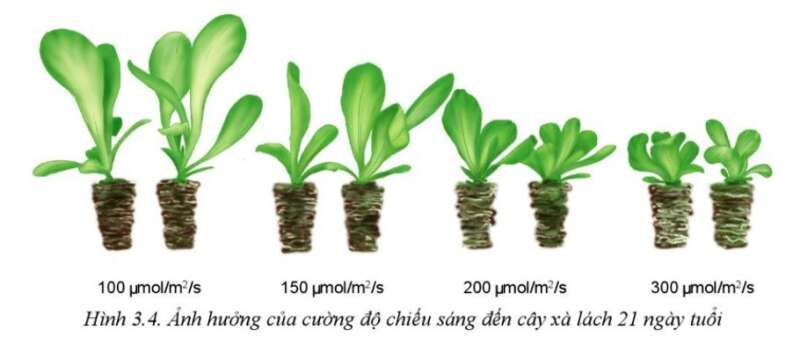 100 µmol/m²/s 150 µmol/m²/s 200 µmol/m²/s 300 µmol/m²/s
Hình 3.4. Ảnh hưởng của cường độ chiếu sáng đến cây xà lách 21 ngày tuổi